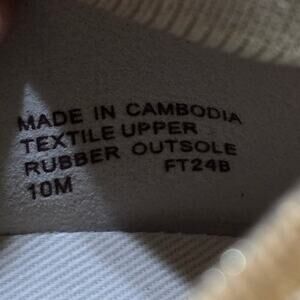 MADE IN CAMBODIA
TEXTILE UPPER
RUBBER OUTSOLE
10M FT24B